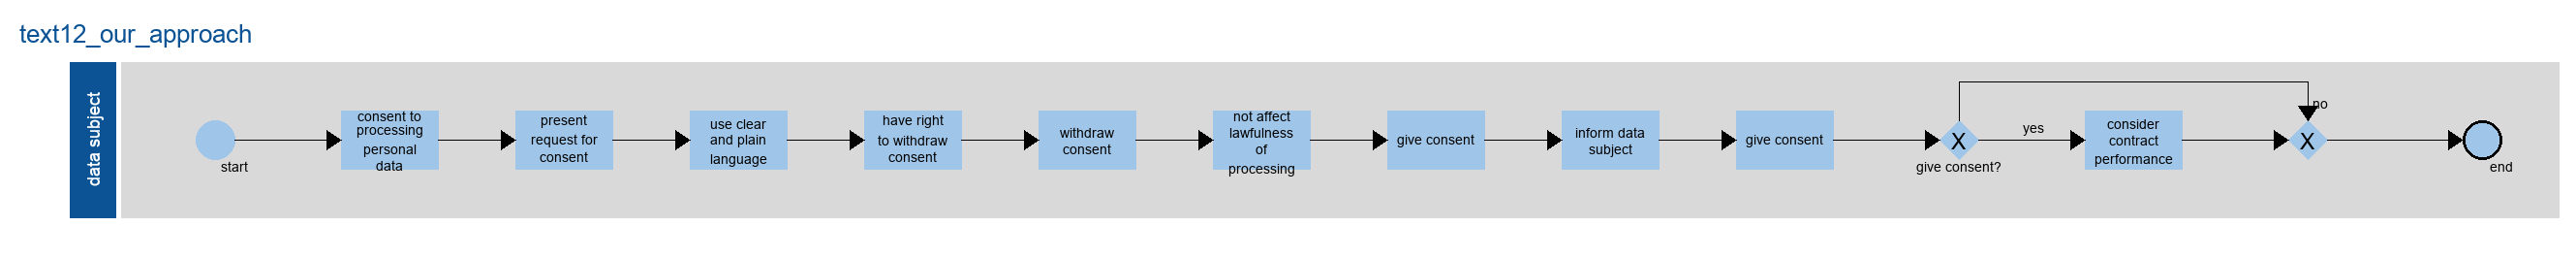 text12_our_approach
data subject
start
consent to
processing
personal
data
present
request for
consent
use clear
and plain
language
have right
to withdraw
consent
withdraw
consent
not affect
lawfulness
of
processing
give consent
inform data
subject
give consent
X
give consent?
yes
consider
contract
performance
no
X
end